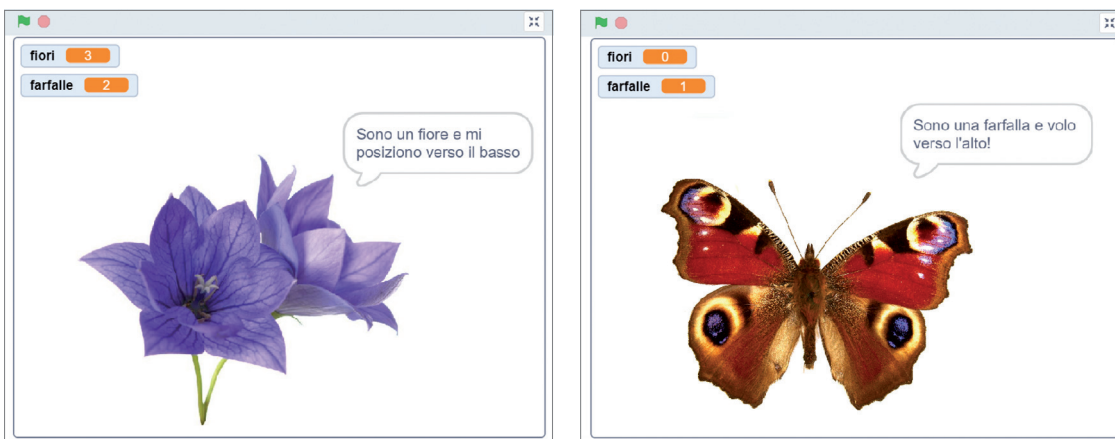 fiori 3
farfalle 2
Sono un fiore e mi
posiziono verso il basso
fiori 0
farfalle 1
Sono una farfalla e volo
verso l'alto!